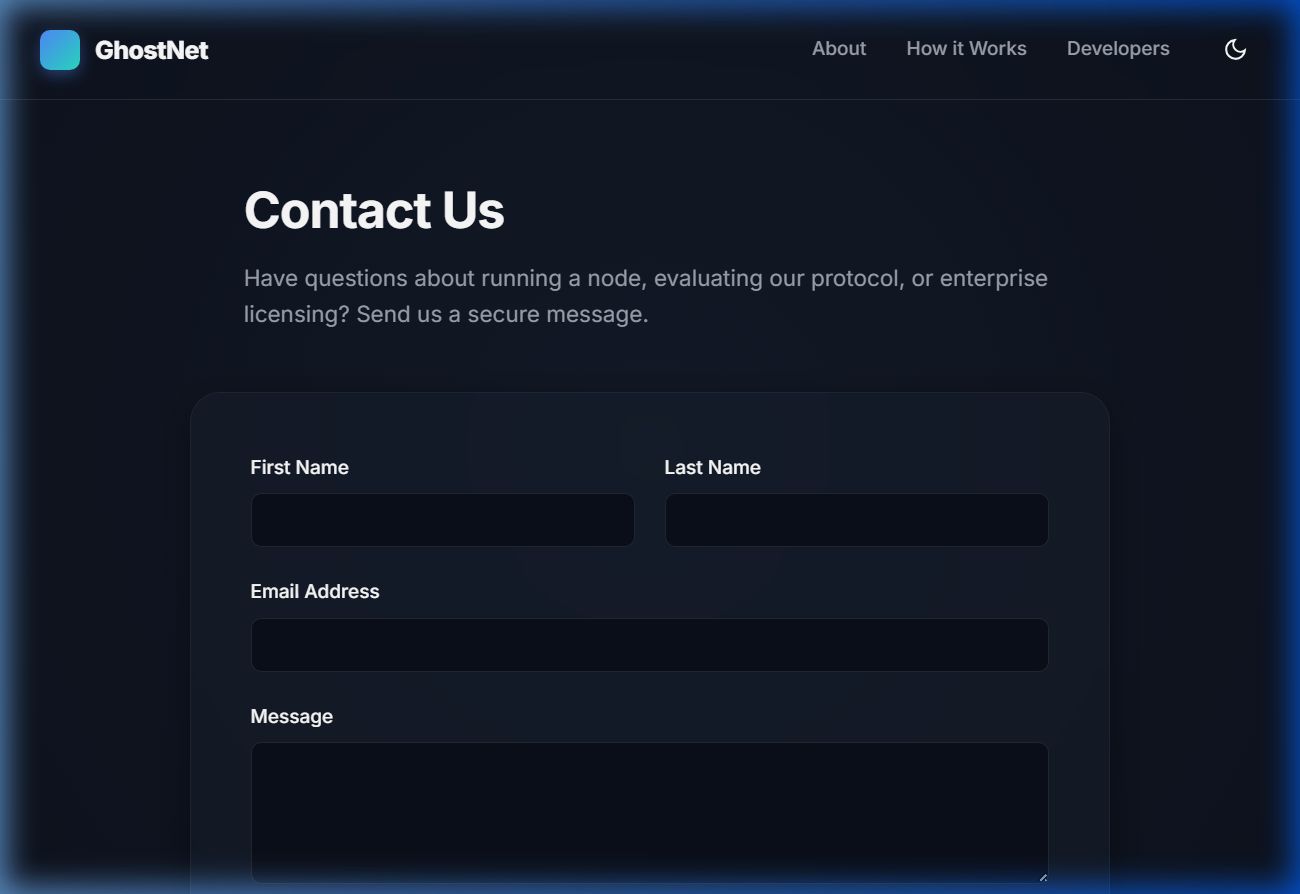 GhostNet
About
How it Works
Developers
Contact Us
Have questions about running a node, evaluating our protocol, or enterprise
licensing? Send us a secure message.
First Name
Last Name
Email Address
Message